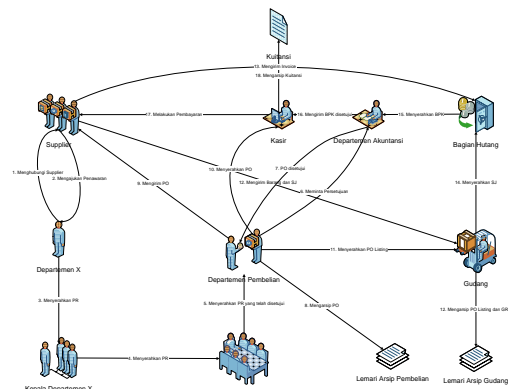 Kuitansi
13. Mengirim Invoice
18. Mengarsip Kuitansi
17. Melakukan Pembayaran
16. Mengirim BPK disetujui
15. Menyerahkan BPK
Supplier
Kasir
Departemen Akuntansi
Bagian Hutang
1. Menghubungi Supplier
2. Mengajukan Penawaran
10. Menyerahkan PO
7. PO disetujui
9. Mengirim PO
12. Mengirim Barang dan SJ
6. Meminta Persetujuan
14. Menyerahkan SJ
Departemen X
Departemen Pembelian
11. Menyerahkan PO Listing
Gudang
3. Menyerahkan PR
5. Menyerahkan PR yang telah disetujui
8. Mengarsip PO
12. Mengarsip PO Listing dan GR
4. Menyerahkan PR
Lemari Arsip Pembelian
Lemari Arsip Gudang
Kepala Departemen X